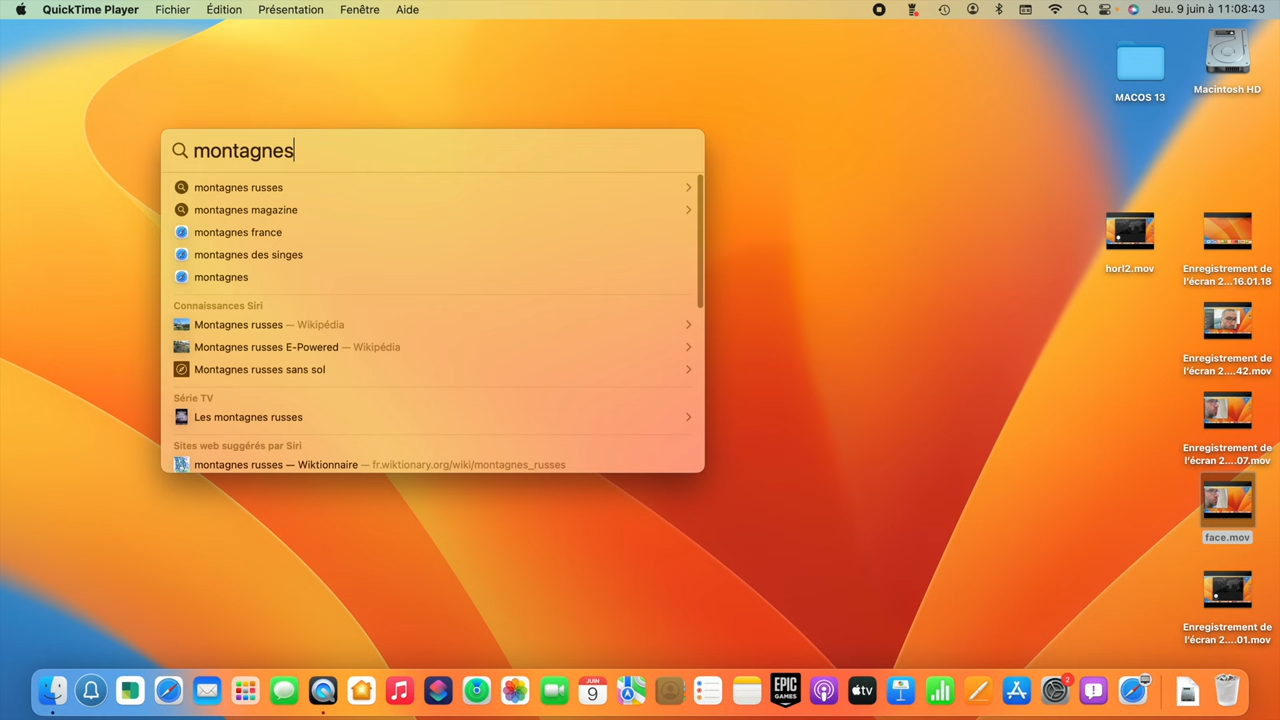 QuickTime Player Fichier Édition Présentation Fenêtre Aide Jeu. 9 juin à 11:08:43
MACOS 13
Macintosh HD
montagnes
montagnes russes
montagnes magazine
montagnes france
montagnes des singes
montagnes
Connaissances Siri
Montagnes russes — Wikipédia
Montagnes russes E-Powered — Wikipédia
Montagnes russes sans sol
Série TV
Les montagnes russes
Sites web suggérés par Siri
montagnes russes — Wiktionnaire — fr.wiktionary.org/wiki/montagnes_russes
horl2.mov
Enregistrement de
l'écran 2...16.01.18
Enregistrement de
l'écran 2....42.mov
Enregistrement de
l'écran 2....07.mov
face.mov
Enregistrement de
l'écran 2....01.mov
JUIN
9
EPIC
GAMES
tv
2